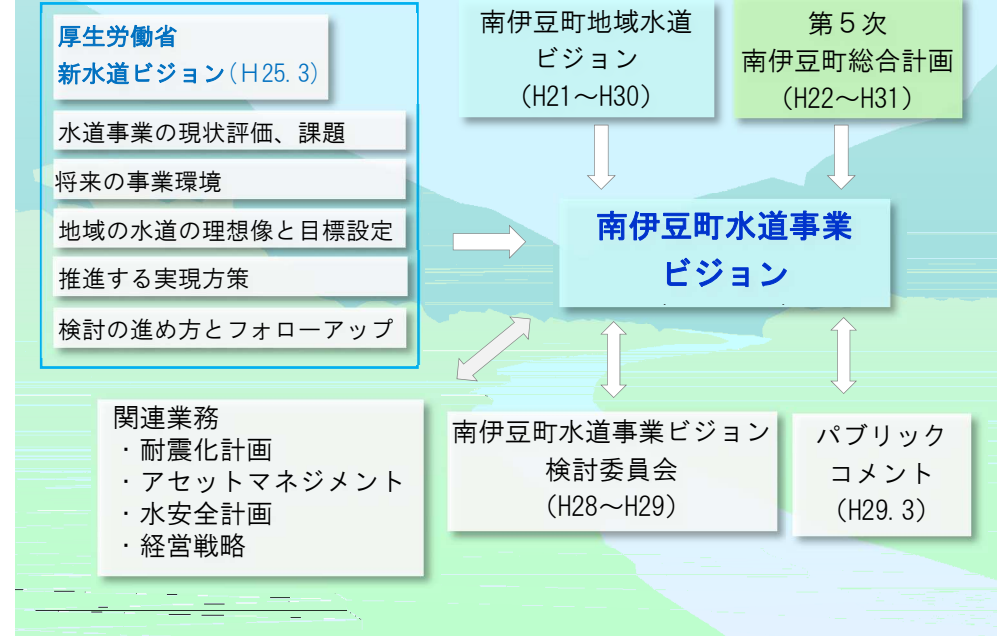 厚生労働省
新水道ビジョン(H25.3)
水道事業の現状評価、課題
将来の事業環境
地域の水道の理想像と目標設定
推進する実現方策
検討の進め方とフォローアップ
南伊豆町地域水道
ビジョン
(H21～H30)
第５次
南伊豆町総合計画
(H22～H31)
南伊豆町水道事業
ビジョン
関連業務
・耐震化計画
・アセットマネジメント
・水安全計画
・経営戦略
南伊豆町水道事業ビジョン
検討委員会
(H28～H29)
パブリック
コメント
(H29.3)